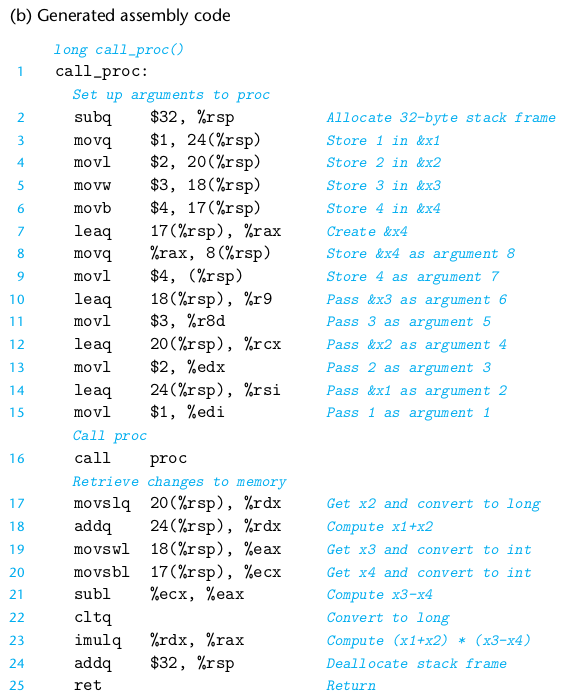 (b) Generated assembly code
long call_proc()
1 call_proc:
Set up arguments to proc
2 subq $32, %rsp Allocate 32-byte stack frame
3 movq $1, 24(%rsp) Store 1 in &x1
4 movl $2, 20(%rsp) Store 2 in &x2
5 movw $3, 18(%rsp) Store 3 in &x3
6 movb $4, 17(%rsp) Store 4 in &x4
7 leaq 17(%rsp), %rax Create &x4
8 movq %rax, 8(%rsp) Store &x4 as argument 8
9 movl $4, (%rsp) Store 4 as argument 7
10 leaq 18(%rsp), %r9 Pass &x3 as argument 6
11 movl $3, %r8d Pass 3 as argument 5
12 leaq 20(%rsp), %rcx Pass &x2 as argument 4
13 movl $2, %edx Pass 2 as argument 3
14 leaq 24(%rsp), %rsi Pass &x1 as argument 2
15 movl $1, %edi Pass 1 as argument 1
Call proc
16 call proc
Retrieve changes to memory
17 movslq 20(%rsp), %rdx Get x2 and convert to long
18 addq 24(%rsp), %rdx Compute x1+x2
19 movswl 18(%rsp), %eax Get x3 and convert to int
20 movsbl 17(%rsp), %ecx Get x4 and convert to int
21 subl %ecx, %eax Compute x3-x4
22 cltq Convert to long
23 imulq %rdx, %rax Compute (x1+x2) * (x3-x4)
24 addq $32, %rsp Deallocate stack frame
25 ret Return